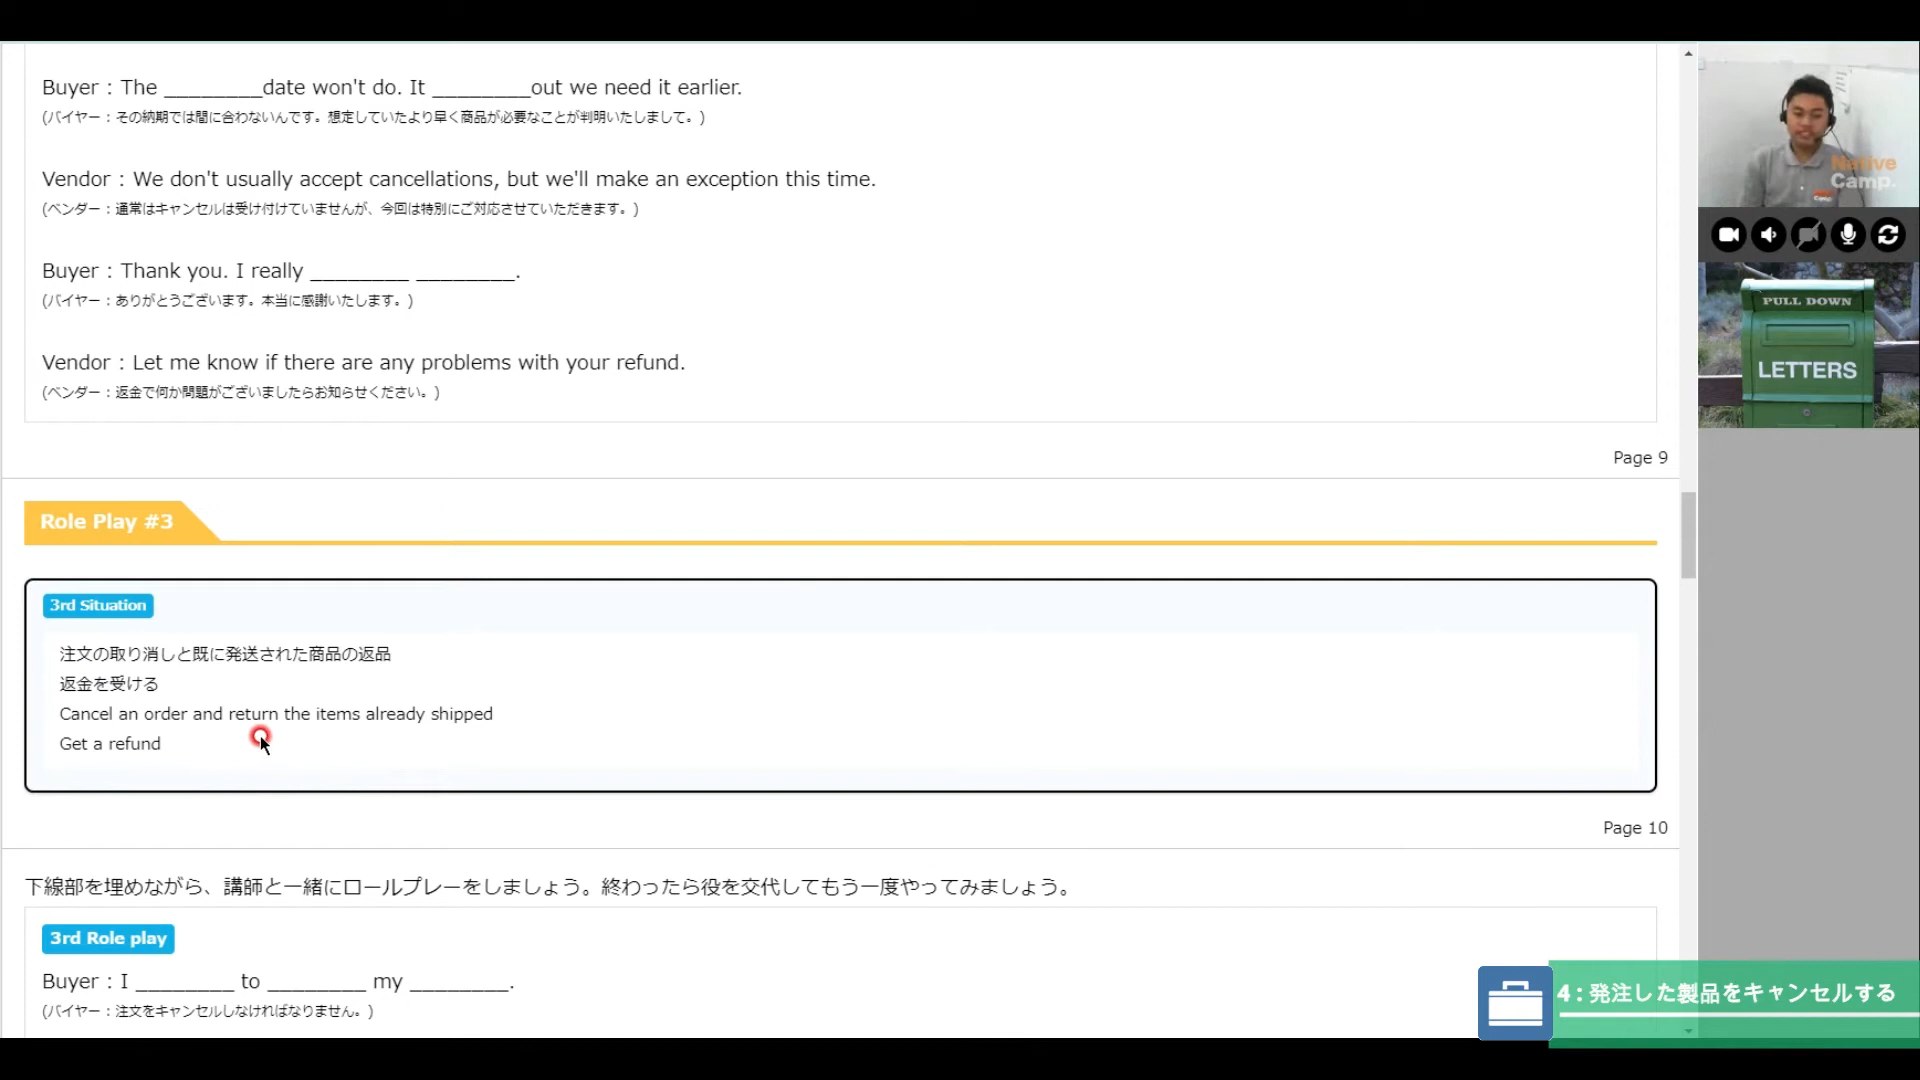 Buyer : The ________date won't do. It ________out we need it earlier.
(バイヤー : その納期では間に合わないんです。想定していたより早く商品が必要なことが判明いたしまして。)
Vendor : We don't usually accept cancellations, but we'll make an exception this time.
(ベンダー : 通常はキャンセルは受け付けていませんが、今回は特別にご対応させていただきます。)
Buyer : Thank you. I really ________ ________.
(バイヤー : ありがとうございます。本当に感謝いたします。)
Vendor : Let me know if there are any problems with your refund.
(ベンダー : 返金で何か問題がございましたらお知らせください。)
Page 9
Role Play #3
3rd Situation
注文の取り消しと既に発送された商品の返品
返金を受ける
Cancel an order and return the items already shipped
Get a refund
Page 10
下線部を埋めながら、講師と一緒にロールプレーをしましょう。終わったら役を交代してもう一度やってみましょう。
3rd Role play
Buyer : I ________ to ________ my ________.
(バイヤー : 注文をキャンセルしなければなりません。)
Native
Camp.
PULL DOWN
LETTERS
4 : 発注した製品をキャンセルする